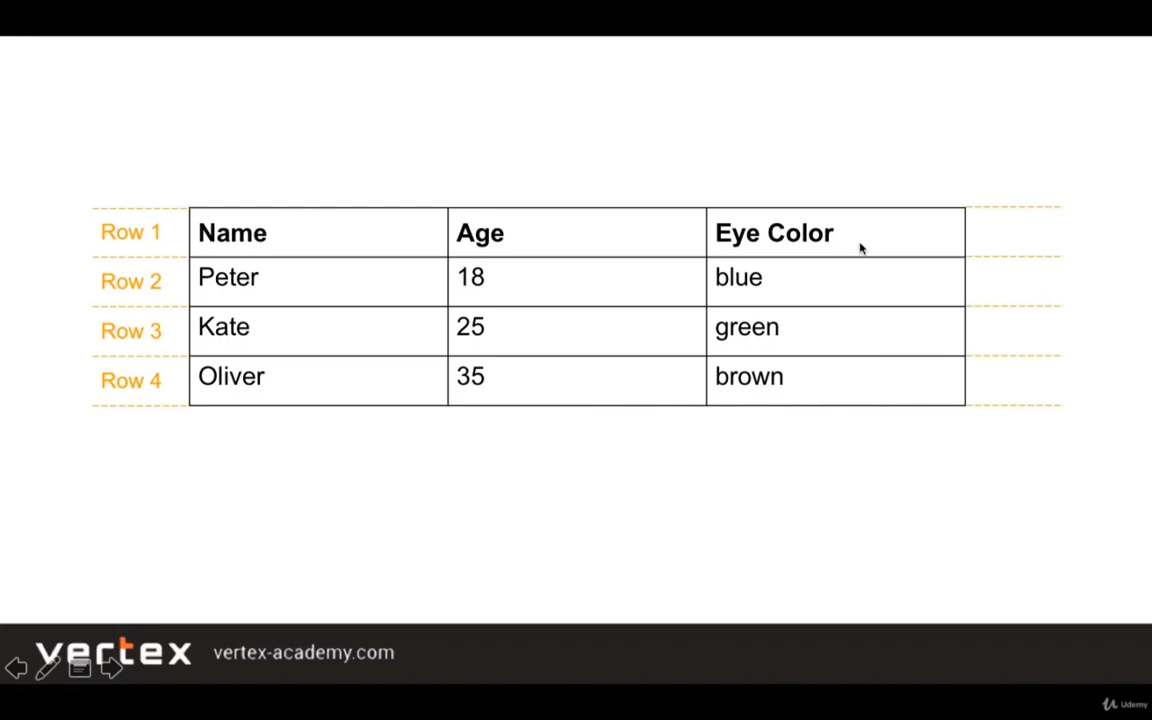 Row 1 Name Age Eye Color
Row 2 Peter 18 blue
Row 3 Kate 25 green
Row 4 Oliver 35 brown
vertex vertex-academy.com
Udemy